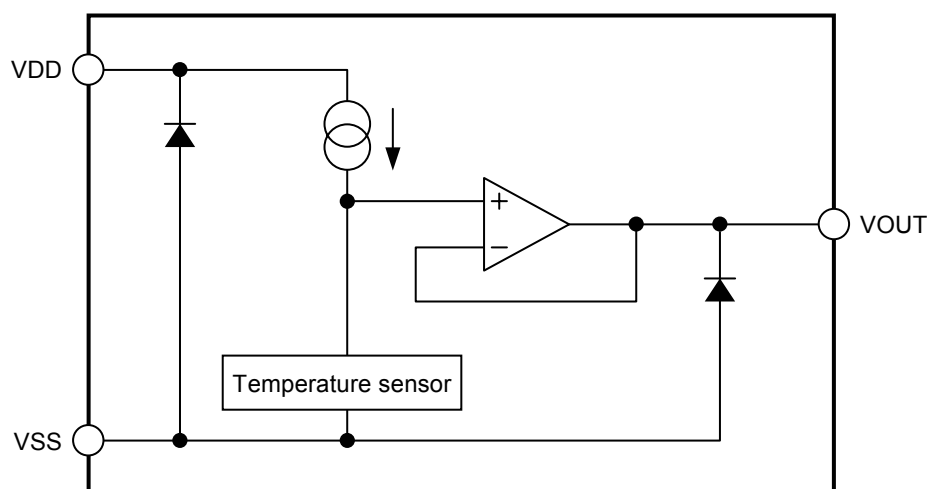 VDD
+
−
VOUT
Temperature sensor
VSS